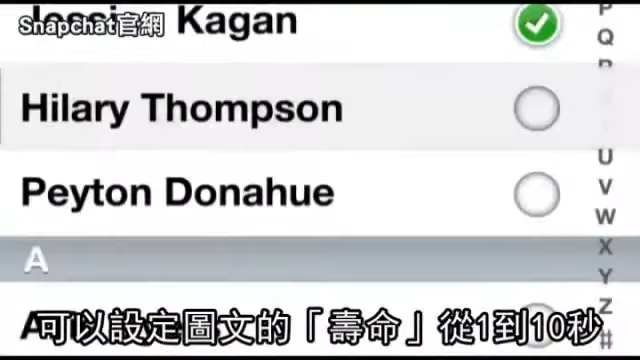 Snapchat官網
Kagan
Hilary Thompson
Peyton Donahue
A
P
Q
R
U
V
W
X
Y
Z
#
可以設定圖文的「壽命」從1到10秒